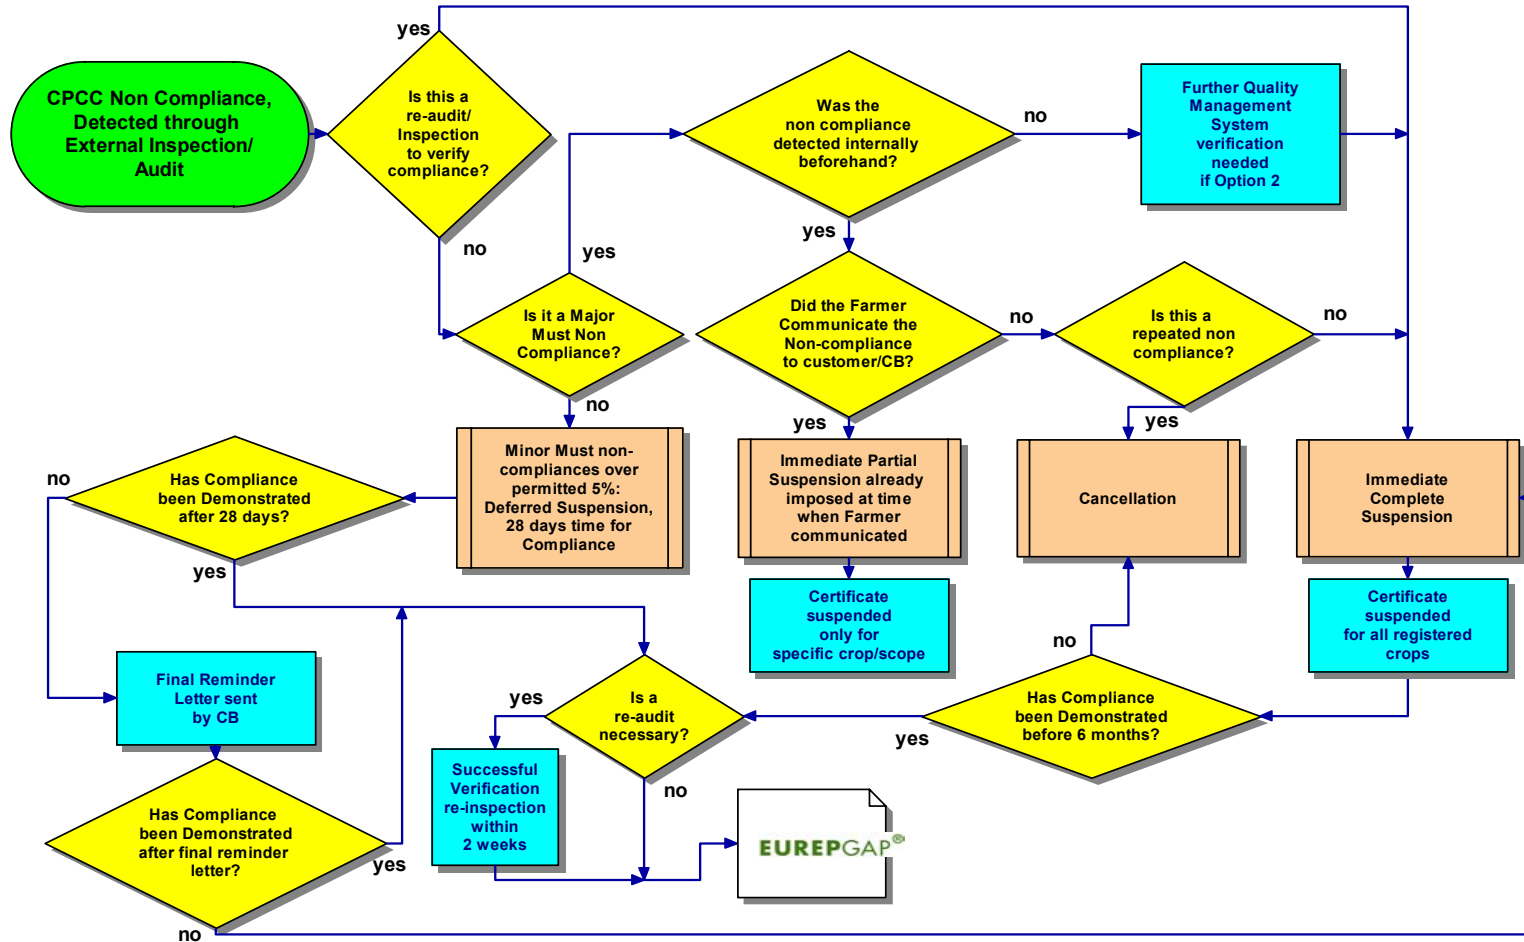 yes
CPCC Non Compliance,
Detected through
External Inspection/
Audit
Is this a
re-audit/
Inspection
to verify
compliance?
no
yes
Was the
non compliance
detected internally
beforehand?
no
Further Quality
Management
System
verification
needed
if Option 2
yes
Is it a Major
Must Non
Compliance?
no
Did the Farmer
Communicate the
Non-compliance
to customer/CB?
no
Is this a
repeated non
compliance?
no
yes
yes
Minor Must non-
compliances over
permitted 5%:
Deferred Suspension,
28 days time for
Compliance
Immediate Partial
Suspension already
imposed at time
when Farmer
communicated
Cancellation
Immediate
Complete
Suspension
no
Has Compliance
been Demonstrated
after 28 days?
yes
Certificate
suspended
only for
specific crop/scope
Certificate
suspended
for all registered
crops
no
Final Reminder
Letter sent
by CB
yes
Is a
re-audit
necessary?
Has Compliance
been Demonstrated
before 6 months?
yes
no
Successful
Verification
re-inspection
within
2 weeks
EUREPGAP®
Has Compliance
been Demonstrated
after final reminder
letter?
yes
no